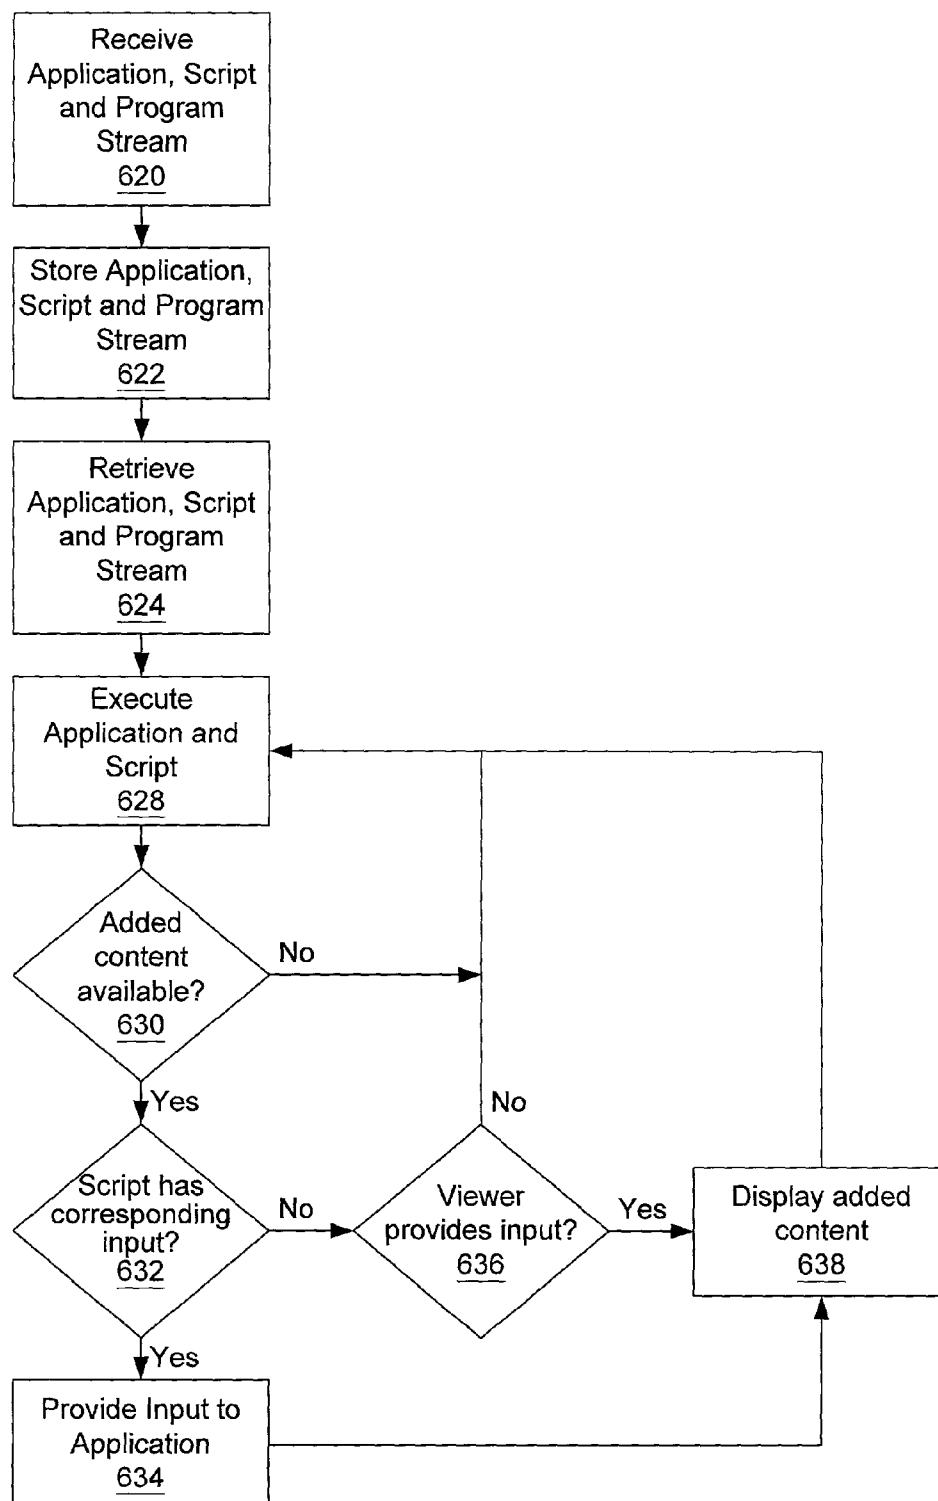 Receive
Application, Script
and Program
Stream
620
Store Application,
Script and Program
Stream
622
Retrieve
Application, Script
and Program
Stream
624
Execute
Application and
Script
628
Added
content
available?
630
No
Yes
Script has
corresponding
input?
632
No
Yes
Viewer
provides input?
636
No
Yes
Display added
content
638
Provide Input to
Application
634